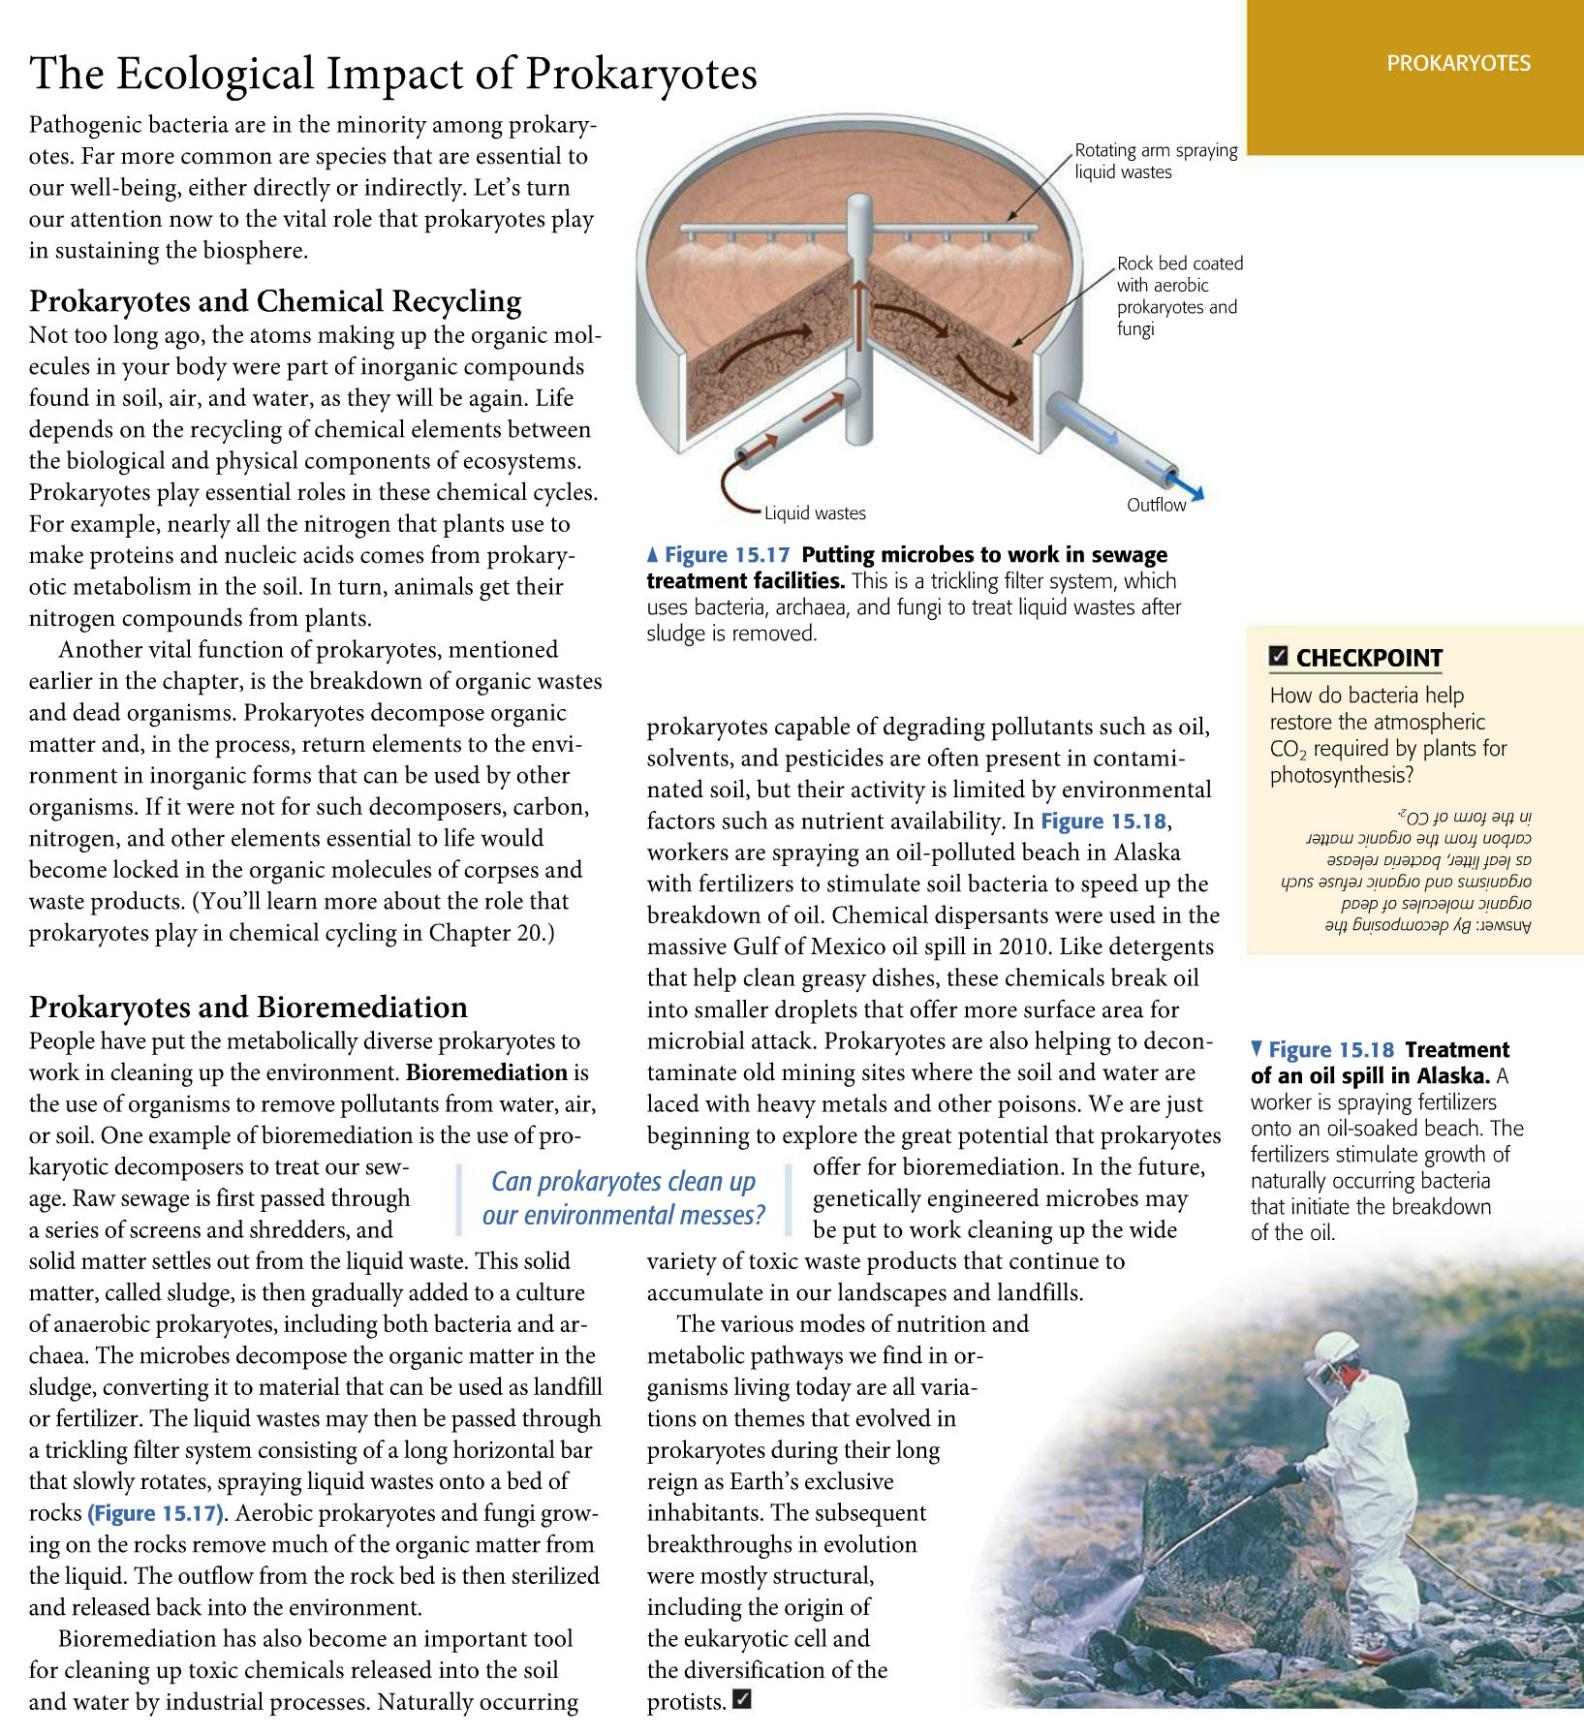 PROKARYOTES
The Ecological Impact of Prokaryotes
Pathogenic bacteria are in the minority among prokary-
otes. Far more common are species that are essential to
our well-being, either directly or indirectly. Let's turn
our attention now to the vital role that prokaryotes play
in sustaining the biosphere.
Prokaryotes and Chemical Recycling
Not too long ago, the atoms making up the organic mol-
ecules in your body were part of inorganic compounds
found in soil, air, and water, as they will be again. Life
depends on the recycling of chemical elements between
the biological and physical components of ecosystems.
Prokaryotes play essential roles in these chemical cycles.
For example, nearly all the nitrogen that plants use to
make proteins and nucleic acids comes from prokary-
otic metabolism in the soil. In turn, animals get their
nitrogen compounds from plants.
Another vital function of prokaryotes, mentioned
earlier in the chapter, is the breakdown of organic wastes
and dead organisms. Prokaryotes decompose organic
matter and, in the process, return elements to the envi-
ronment in inorganic forms that can be used by other
organisms. If it were not for such decomposers, carbon,
nitrogen, and other elements essential to life would
become locked in the organic molecules of corpses and
waste products. (You'll learn more about the role that
prokaryotes play in chemical cycling in Chapter 20.)
Prokaryotes and Bioremediation
People have put the metabolically diverse prokaryotes to
work in cleaning up the environment. Bioremediation is
the use of organisms to remove pollutants from water, air,
or soil. One example of bioremediation is the use of pro-
karyotic decomposers to treat our sew-
age. Raw sewage is first passed through
a series of screens and shredders, and
solid matter settles out from the liquid waste. This solid
matter, called sludge, is then gradually added to a culture
of anaerobic prokaryotes, including both bacteria and ar-
chaea. The microbes decompose the organic matter in the
sludge, converting it to material that can be used as landfill
or fertilizer. The liquid wastes may then be passed through
a trickling filter system consisting of a long horizontal bar
that slowly rotates, spraying liquid wastes onto a bed of
rocks (Figure 15.17). Aerobic prokaryotes and fungi grow-
ing on the rocks remove much of the organic matter from
the liquid. The outflow from the rock bed is then sterilized
and released back into the environment.
Bioremediation has also become an important tool
for cleaning up toxic chemicals released into the soil
and water by industrial processes. Naturally occurring
Rotating arm spraying
liquid wastes
Rock bed coated
with aerobic
prokaryotes and
fungi
Liquid wastes
Outflow
▲ Figure 15.17 Putting microbes to work in sewage
treatment facilities. This is a trickling filter system, which
uses bacteria, archaea, and fungi to treat liquid wastes after
sludge is removed.
prokaryotes capable of degrading pollutants such as oil,
solvents, and pesticides are often present in contami-
nated soil, but their activity is limited by environmental
factors such as nutrient availability. In Figure 15.18,
workers are spraying an oil-polluted beach in Alaska
with fertilizers to stimulate soil bacteria to speed up the
breakdown of oil. Chemical dispersants were used in the
massive Gulf of Mexico oil spill in 2010. Like detergents
that help clean greasy dishes, these chemicals break oil
into smaller droplets that offer more surface area for
microbial attack. Prokaryotes are also helping to decon-
taminate old mining sites where the soil and water are
laced with heavy metals and other poisons. We are just
beginning to explore the great potential that prokaryotes
offer for bioremediation. In the future,
genetically engineered microbes may
be put to work cleaning up the wide
variety of toxic waste products that continue to
accumulate in our landscapes and landfills.
The various modes of nutrition and
metabolic pathways we find in or-
ganisms living today are all varia-
tions on themes that evolved in
prokaryotes during their long
reign as Earth's exclusive
inhabitants. The subsequent
breakthroughs in evolution
were mostly structural,
including the origin of
the eukaryotic cell and
the diversification of the
protists. ☑
Can prokaryotes clean up
our environmental messes?
☑ CHECKPOINT
How do bacteria help
restore the atmospheric
CO₂ required by plants for
photosynthesis?
Answer: By decomposing the
organic molecules of dead
organisms and organic refuse such
as leaf litter, bacteria release
carbon from the organic matter
in the form of CO₂.
▼ Figure 15.18 Treatment
of an oil spill in Alaska. A
worker is spraying fertilizers
onto an oil-soaked beach. The
fertilizers stimulate growth of
naturally occurring bacteria
that initiate the breakdown
of the oil.